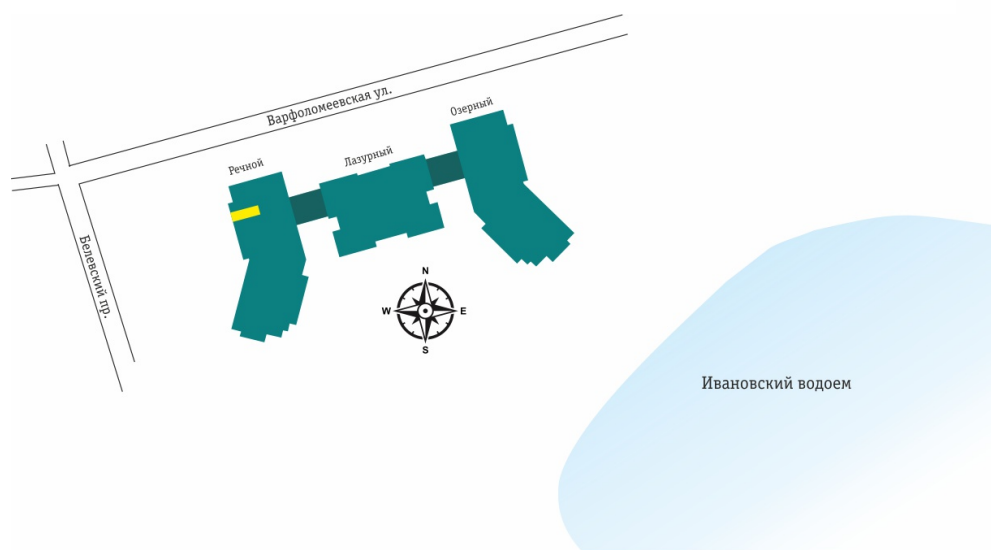 Озерный
Варфоломеевская ул.
Лазурный
Речной
Белевский пр.
N
W
E
S
Ивановский водоем